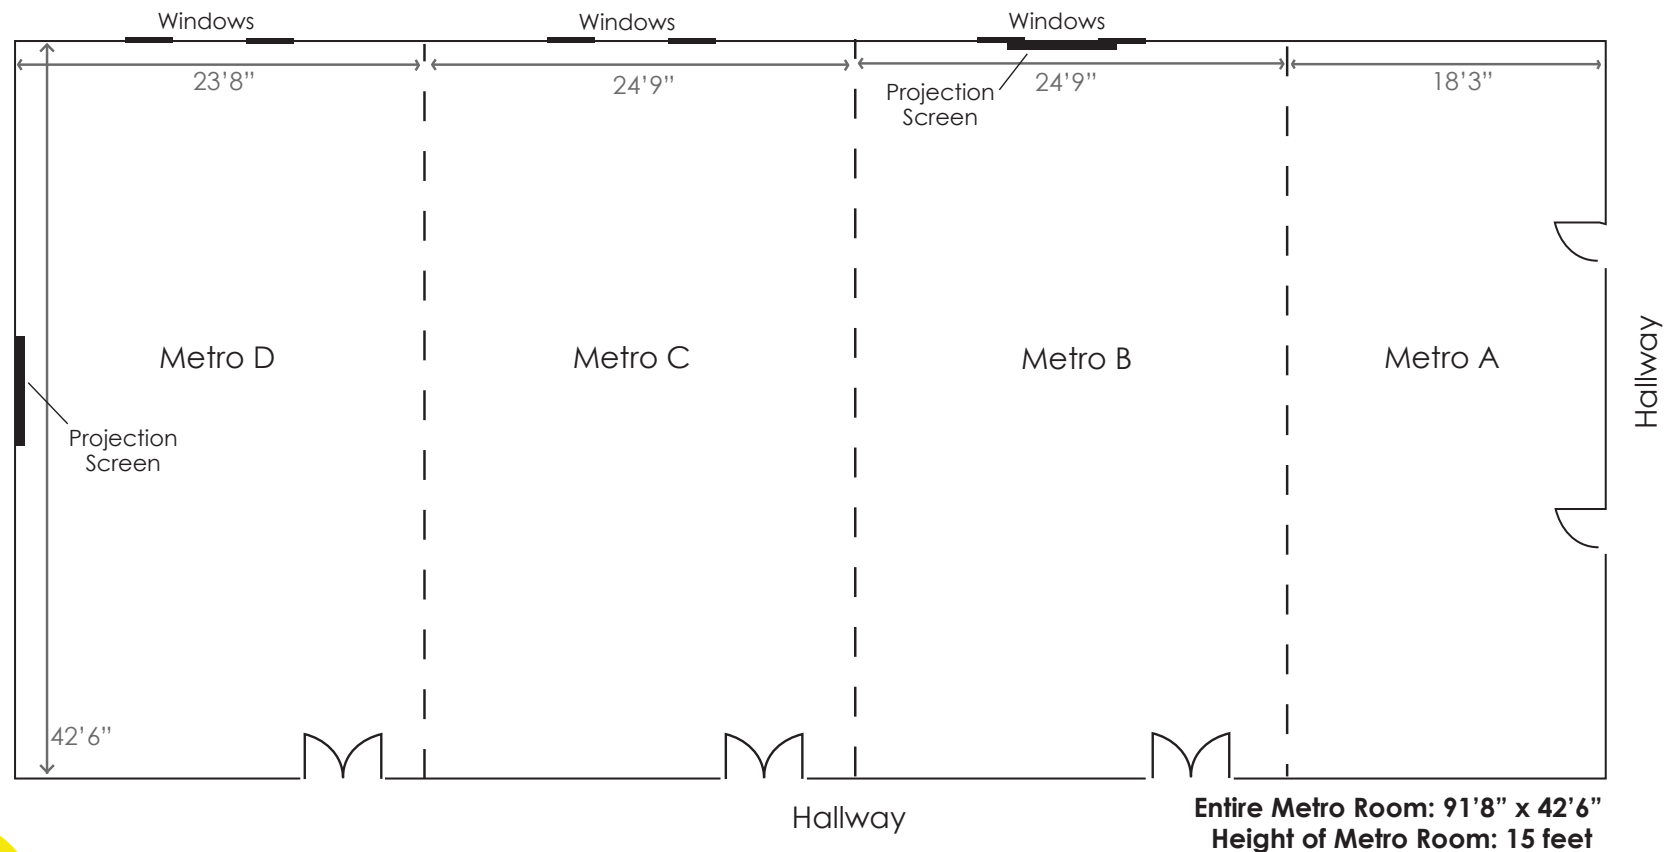 Windows
Windows
Windows
23’8”
24’9”
24’9”
18’3”
Projection
Screen
Metro D
Metro C
Metro B
Metro A
Hallway
Projection
Screen
42’6”
Hallway
Entire Metro Room: 91’8” x 42’6”
Height of Metro Room: 15 feet